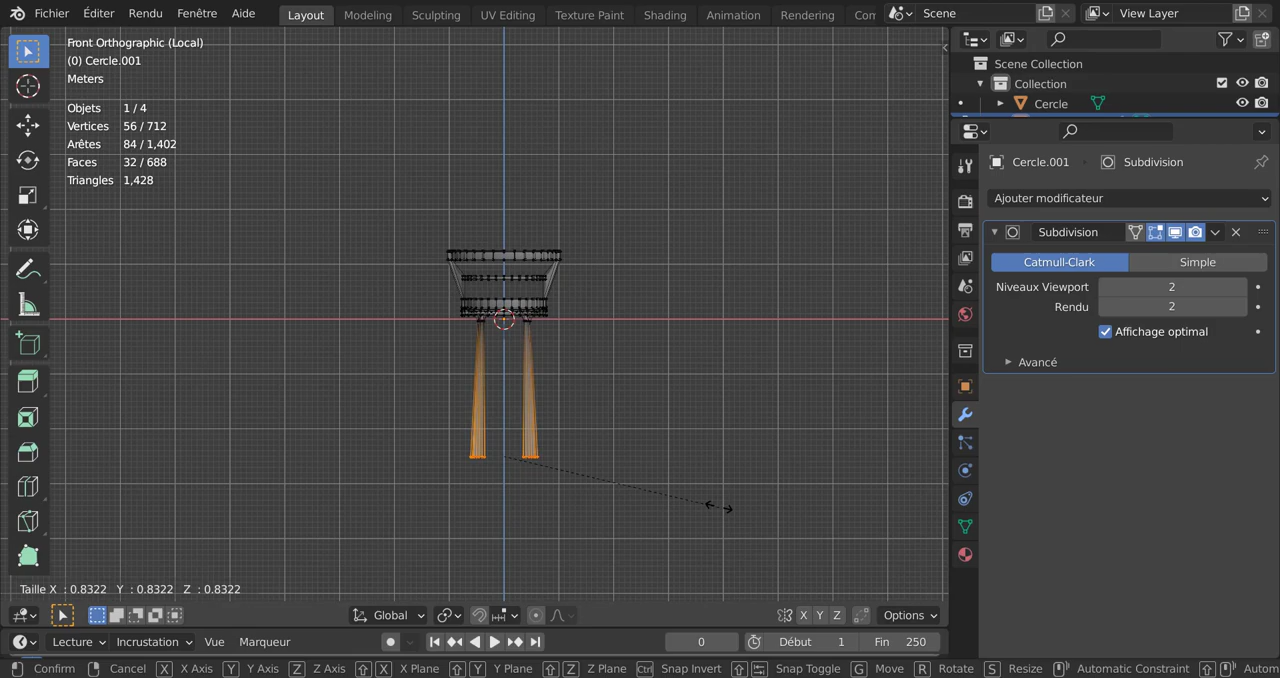 Fichier Éditer Rendu Fenêtre Aide Layout Modeling Sculpting UV Editing Texture Paint Shading Animation Rendering Com Scene View Layer
Front Orthographic (Local)
(0) Cercle.001
Meters
Objets 1 / 4
Vertices 56 / 712
Arêtes 84 / 1,402
Faces 32 / 688
Triangles 1,428
Scene Collection
Collection
Cercle
Cercle.001 Subdivision
Ajouter modificateur
Subdivision
Catmull-Clark Simple
Niveaux Viewport 2
Rendu 2
Affichage optimal
Avancé
Taille X : 0.8322 Y : 0.8322 Z : 0.8322
Global X Y Z Options
Lecture Incrustation Vue Marqueur 0 Début 1 Fin 250
Confirm Cancel X X Axis Y Y Axis Z Z Axis X X Plane Y Y Plane Z Z Plane Ctrl Snap Invert Snap Toggle G Move R Rotate S Resize Automatic Constraint Autom